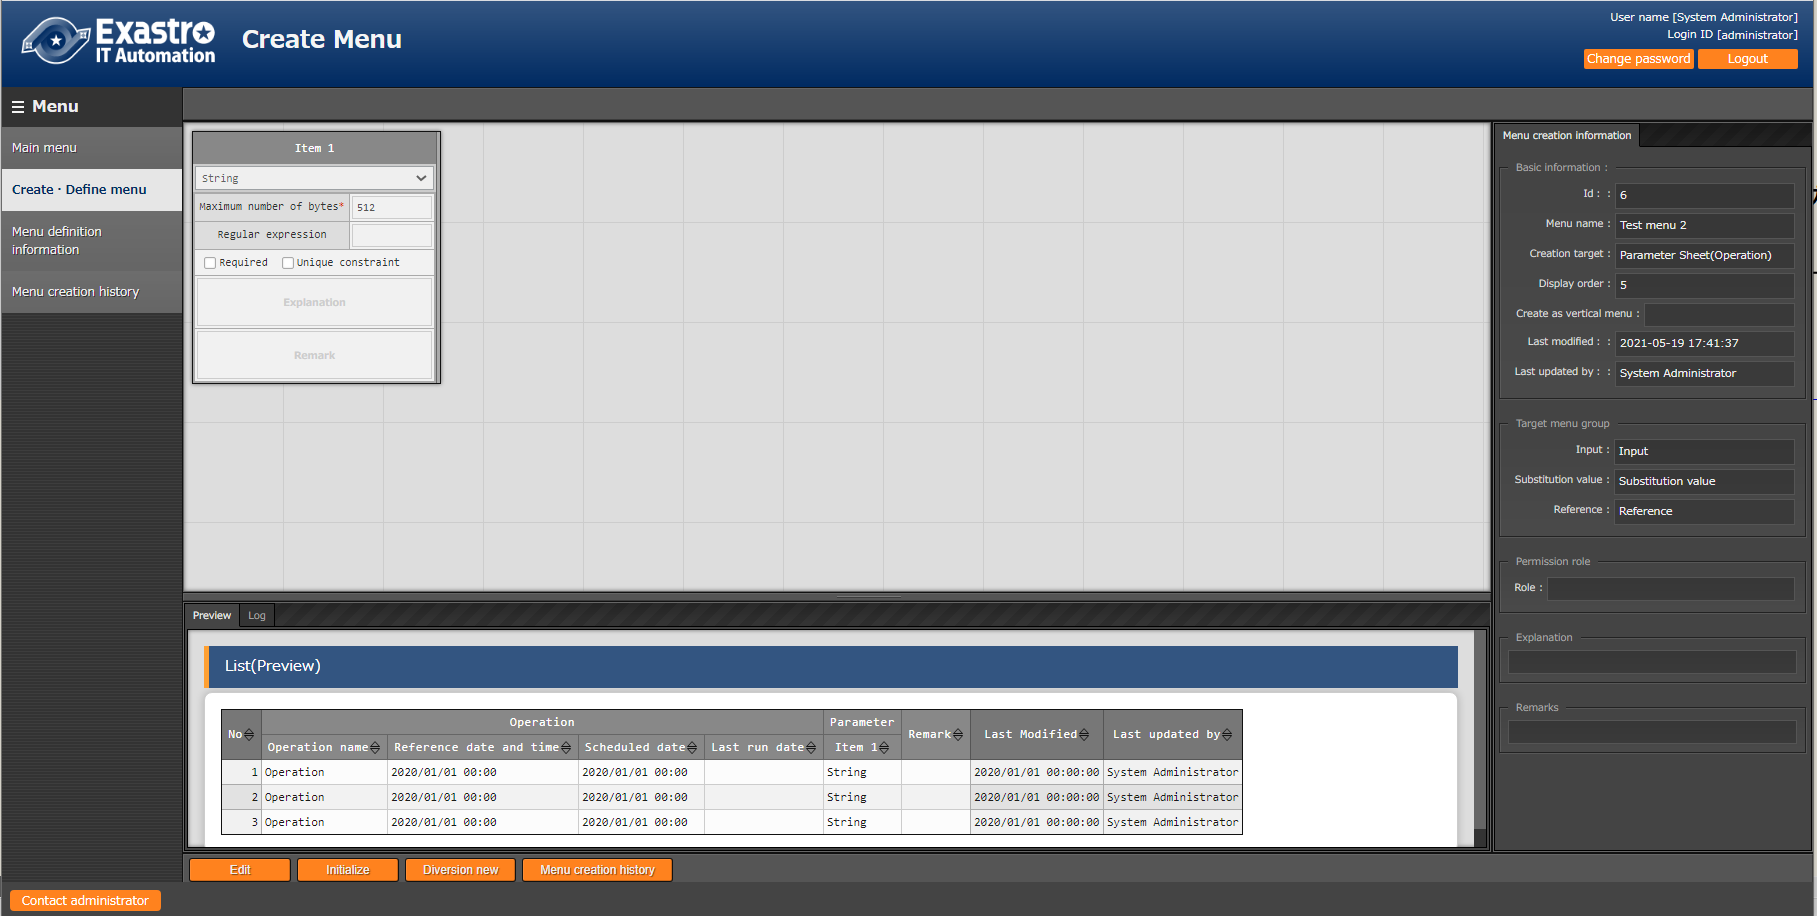 Exastro
IT Automation
Create Menu
User name [System Administrator]
Login ID [administrator]
Change password
Logout
☰ Menu
Main menu
Create・Define menu
Menu definition
information
Menu creation history
Item 1
String
Maximum number of bytes* 512
Regular expression
Required Unique constraint
Explanation
Remark
Preview Log
List(Preview)
No Operation Parameter Remark Last Modified Last updated by
Operation name Reference date and time Scheduled date Last run date Item 1
1 Operation 2020/01/01 00:00 2020/01/01 00:00 String 2020/01/01 00:00:00 System Administrator
2 Operation 2020/01/01 00:00 2020/01/01 00:00 String 2020/01/01 00:00:00 System Administrator
3 Operation 2020/01/01 00:00 2020/01/01 00:00 String 2020/01/01 00:00:00 System Administrator
Edit Initialize Diversion new Menu creation history
Menu creation information
Basic information :
Id : : 6
Menu name : Test menu 2
Creation target : Parameter Sheet(Operation)
Display order : 5
Create as vertical menu :
Last modified : : 2021-05-19 17:41:37
Last updated by : : System Administrator
Target menu group
Input : Input
Substitution value : Substitution value
Reference : Reference
Permission role
Role :
Explanation
Remarks
Contact administrator